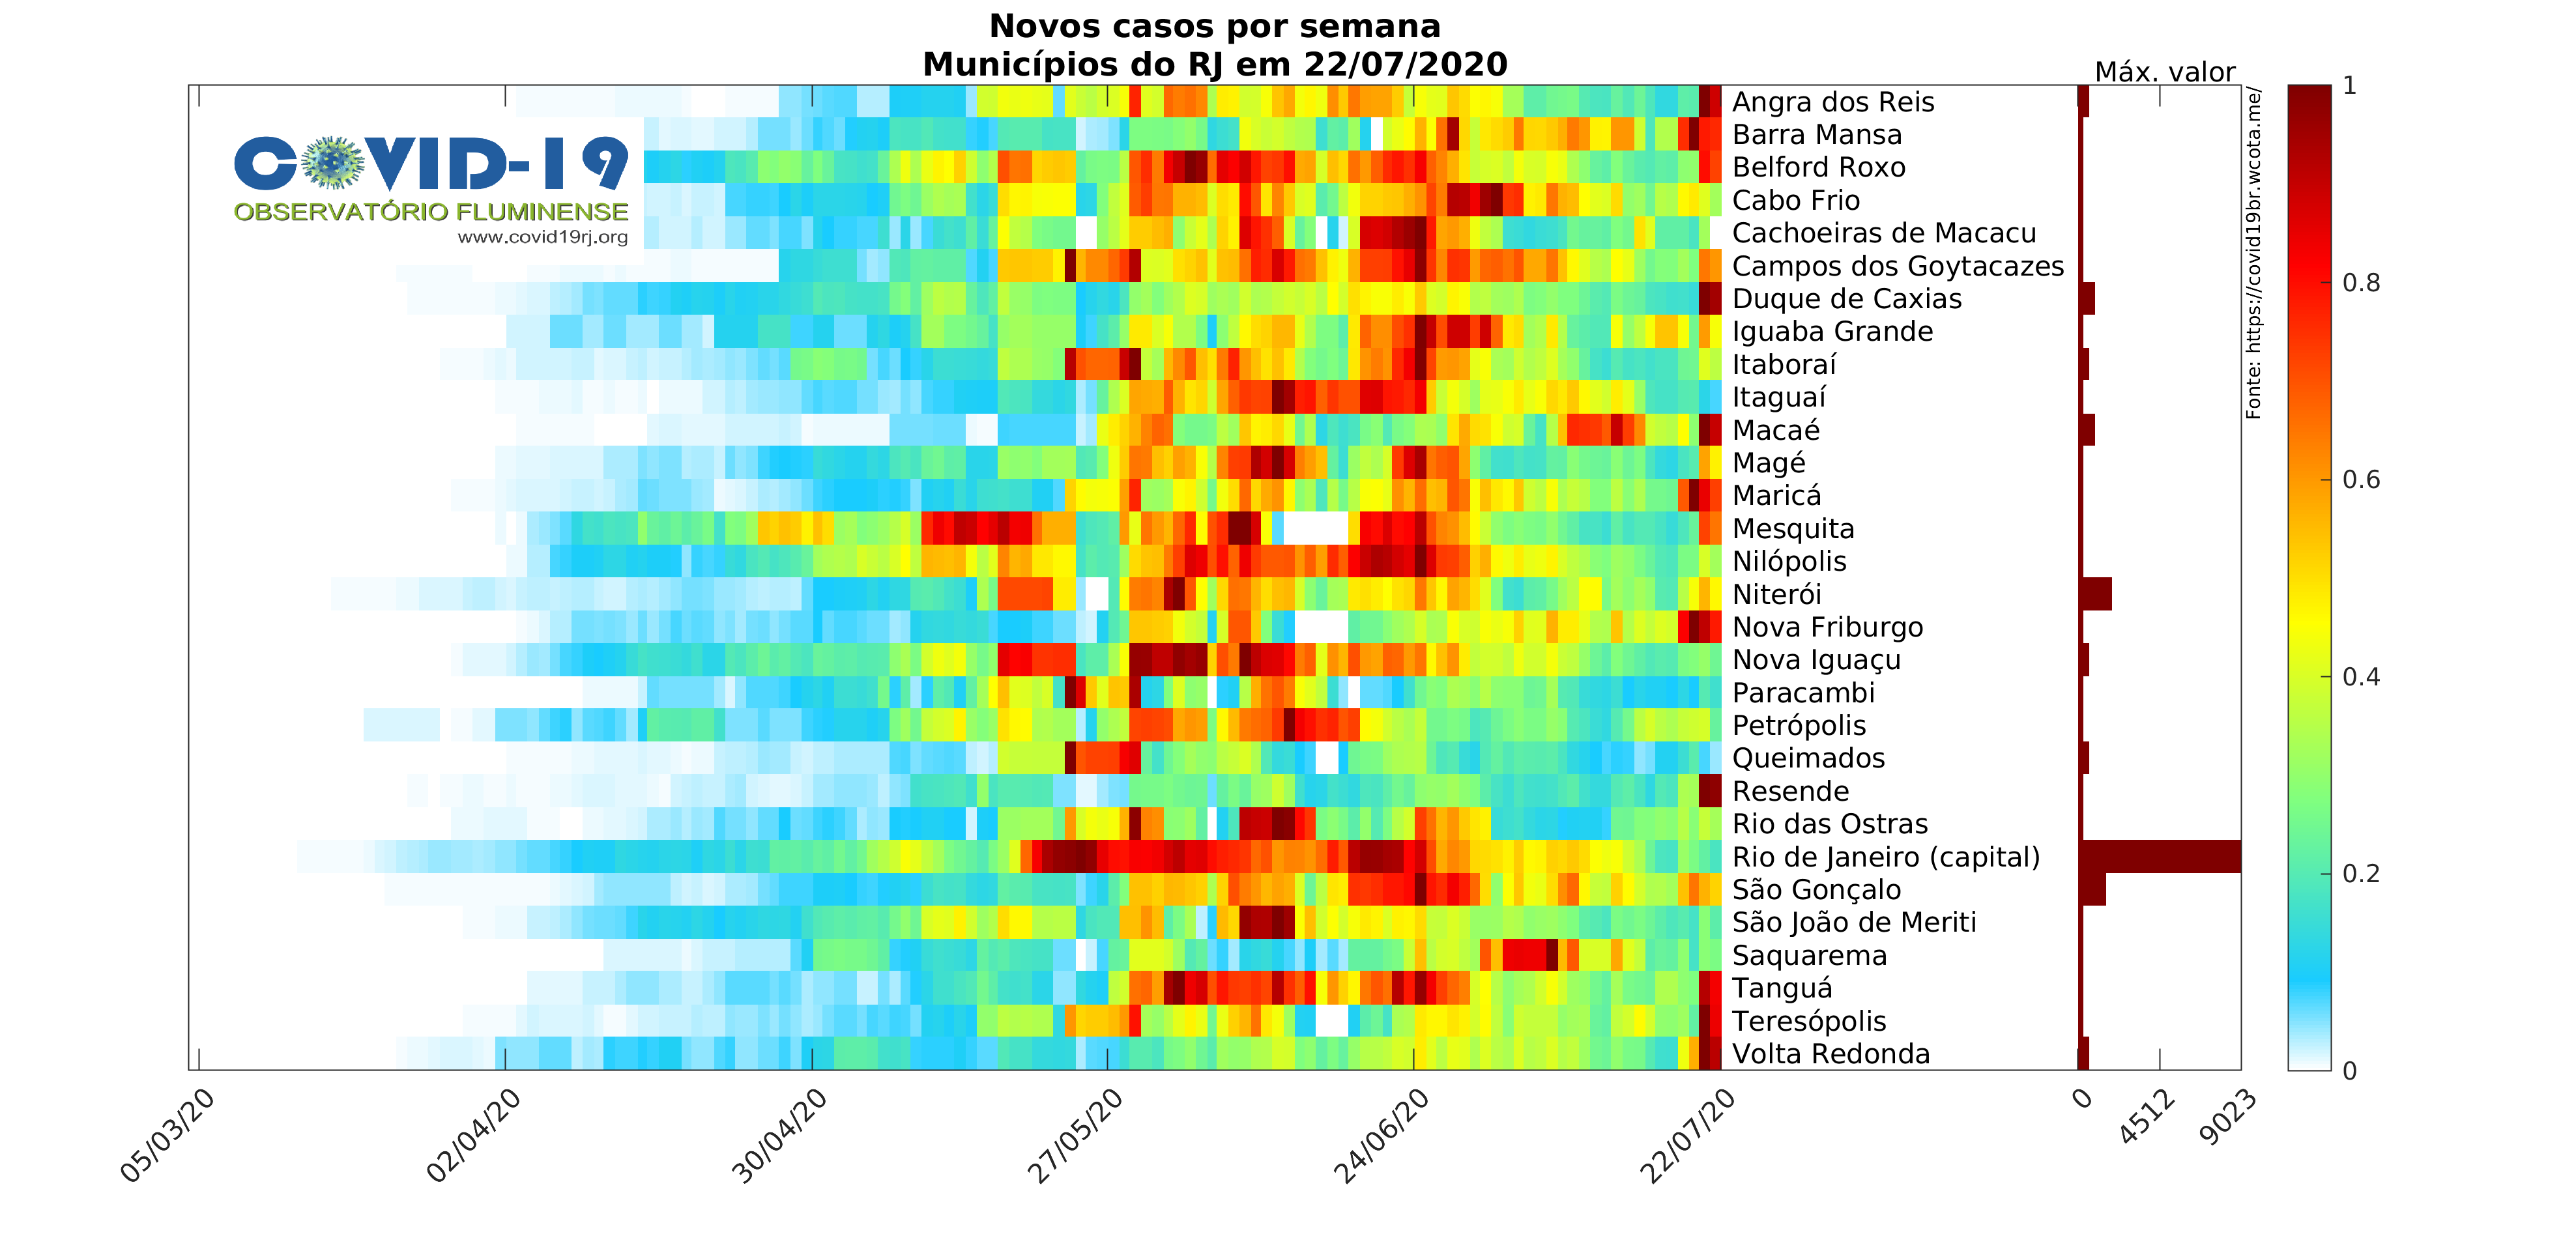 Novos casos por semana
Municípios do RJ em 22/07/2020
Máx. valor
COVID-19
OBSERVATÓRIO FLUMINENSE
www.covid19rj.org
Angra dos Reis
Barra Mansa
Belford Roxo
Cabo Frio
Cachoeiras de Macacu
Campos dos Goytacazes
Duque de Caxias
Iguaba Grande
Itaboraí
Itaguaí
Macaé
Magé
Maricá
Mesquita
Nilópolis
Niterói
Nova Friburgo
Nova Iguaçu
Paracambi
Petrópolis
Queimados
Resende
Rio das Ostras
Rio de Janeiro (capital)
São Gonçalo
São João de Meriti
Saquarema
Tanguá
Teresópolis
Volta Redonda
Fonte: https://covid19br.wcota.me/
1
0.8
0.6
0.4
0.2
0
05/03/20
02/04/20
30/04/20
27/05/20
24/06/20
22/07/20
0
4512
9023